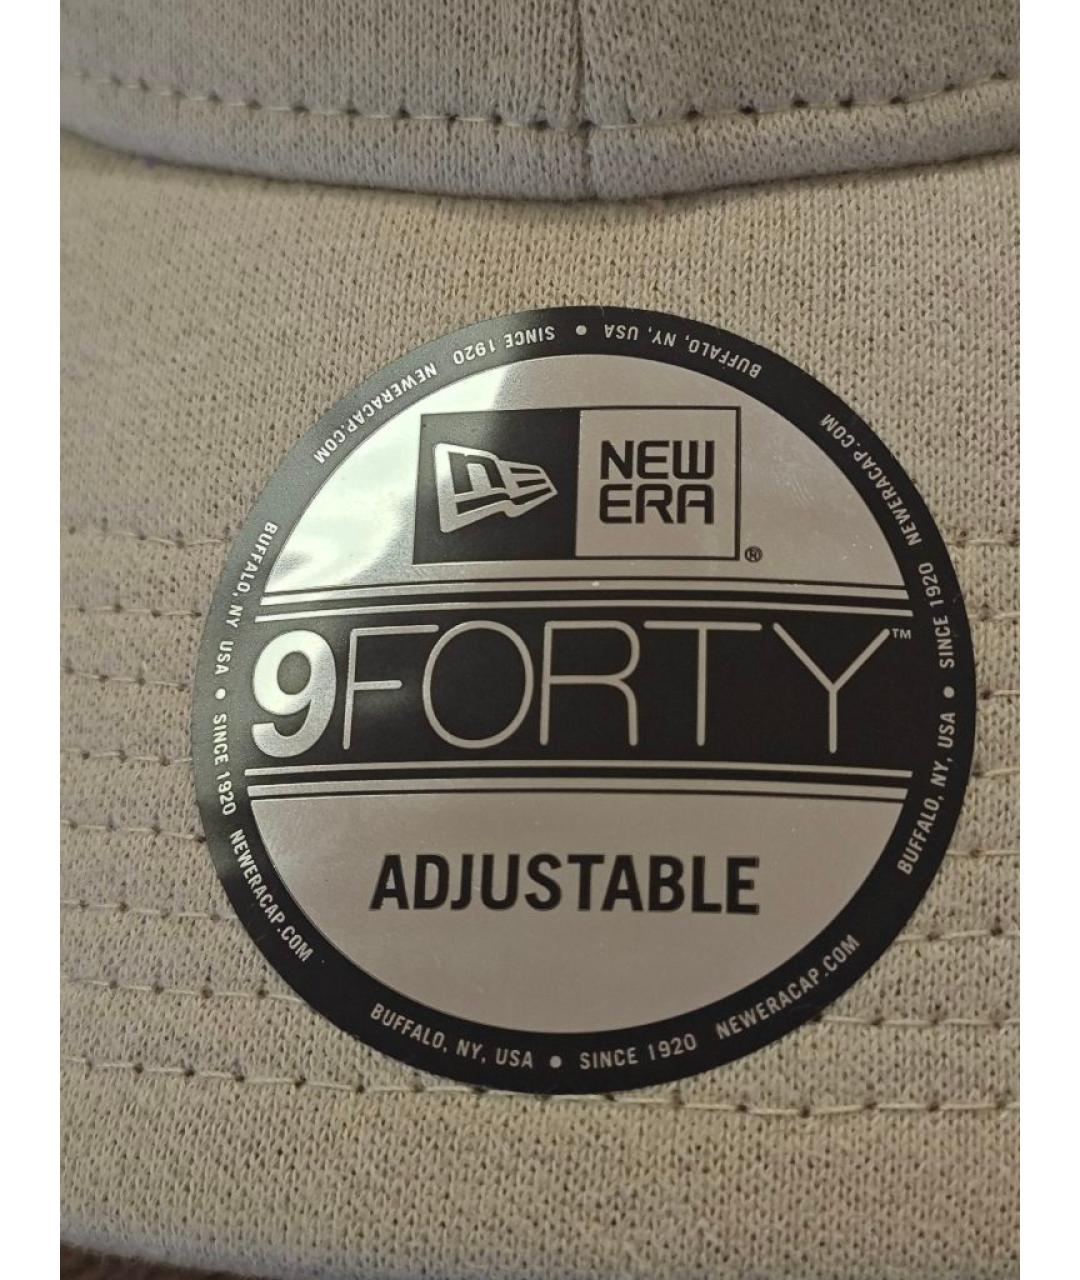 NEW
ERA
®
9FORTY™
ADJUSTABLE
BUFFALO, NY, USA • SINCE 1920 NEWERACAP.COM
BUFFALO, NY, USA • SINCE 1920 NEWERACAP.COM
BUFFALO, NY, USA • SINCE 1920 NEWERACAP.COM
BUFFALO, NY USA • SINCE 1920 NEWERACAP.COM